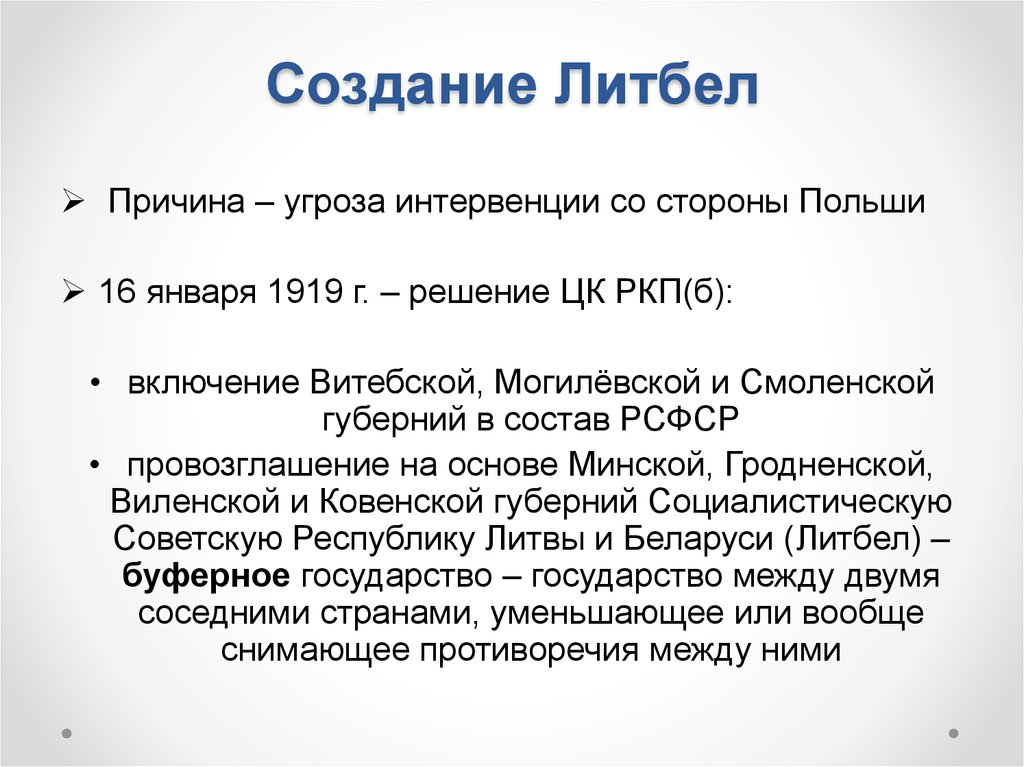 Создание Литбел
➢ Причина – угроза интервенции со стороны Польши
➢ 16 января 1919 г. – решение ЦК РКП(б):
• включение Витебской, Могилёвской и Смоленской
губерний в состав РСФСР
• провозглашение на основе Минской, Гродненской,
Виленской и Ковенской губерний Социалистическую
Советскую Республику Литвы и Беларуси (Литбел) –
буферное государство – государство между двумя
соседними странами, уменьшающее или вообще
снимающее противоречия между ними